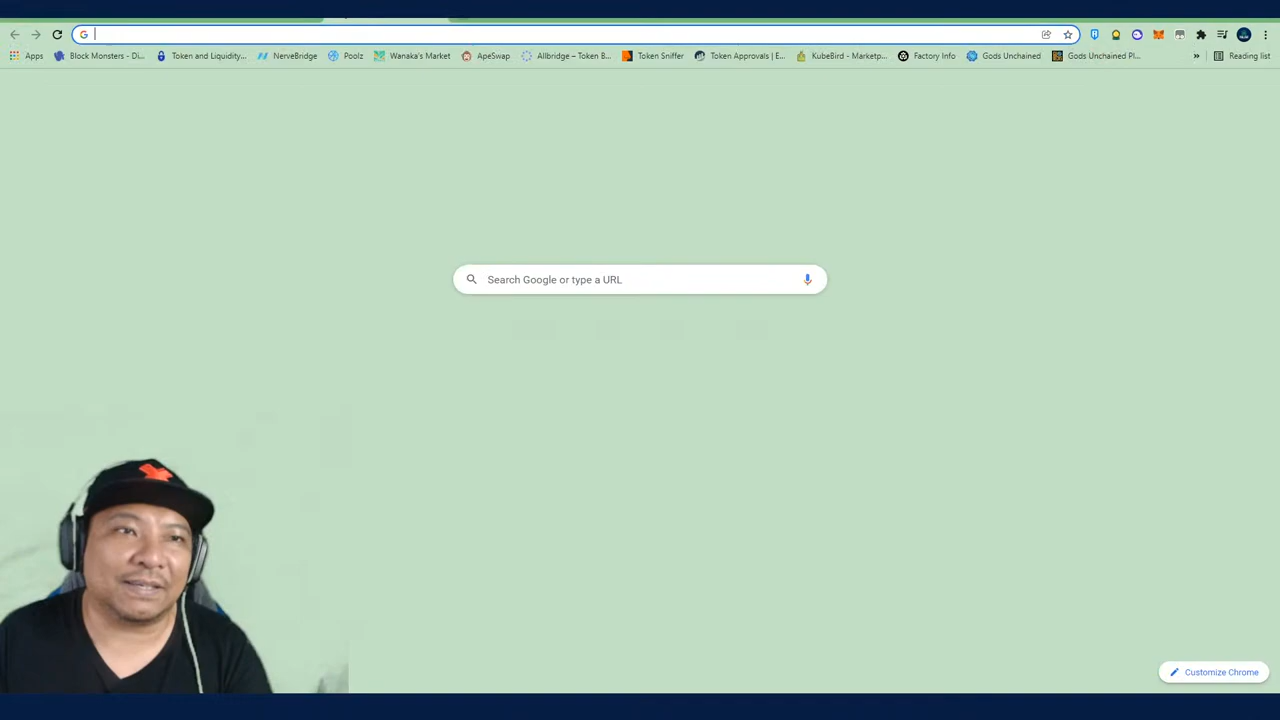 Apps Block Monsters - Di... Token and Liquidity... NerveBridge Poolz Wanaka's Market ApeSwap Allbridge – Token B... Token Sniffer Token Approvals | E... KubeBird - Marketp... Factory Info Gods Unchained Gods Unchained Pl... » Reading list
Search Google or type a URL
Customize Chrome